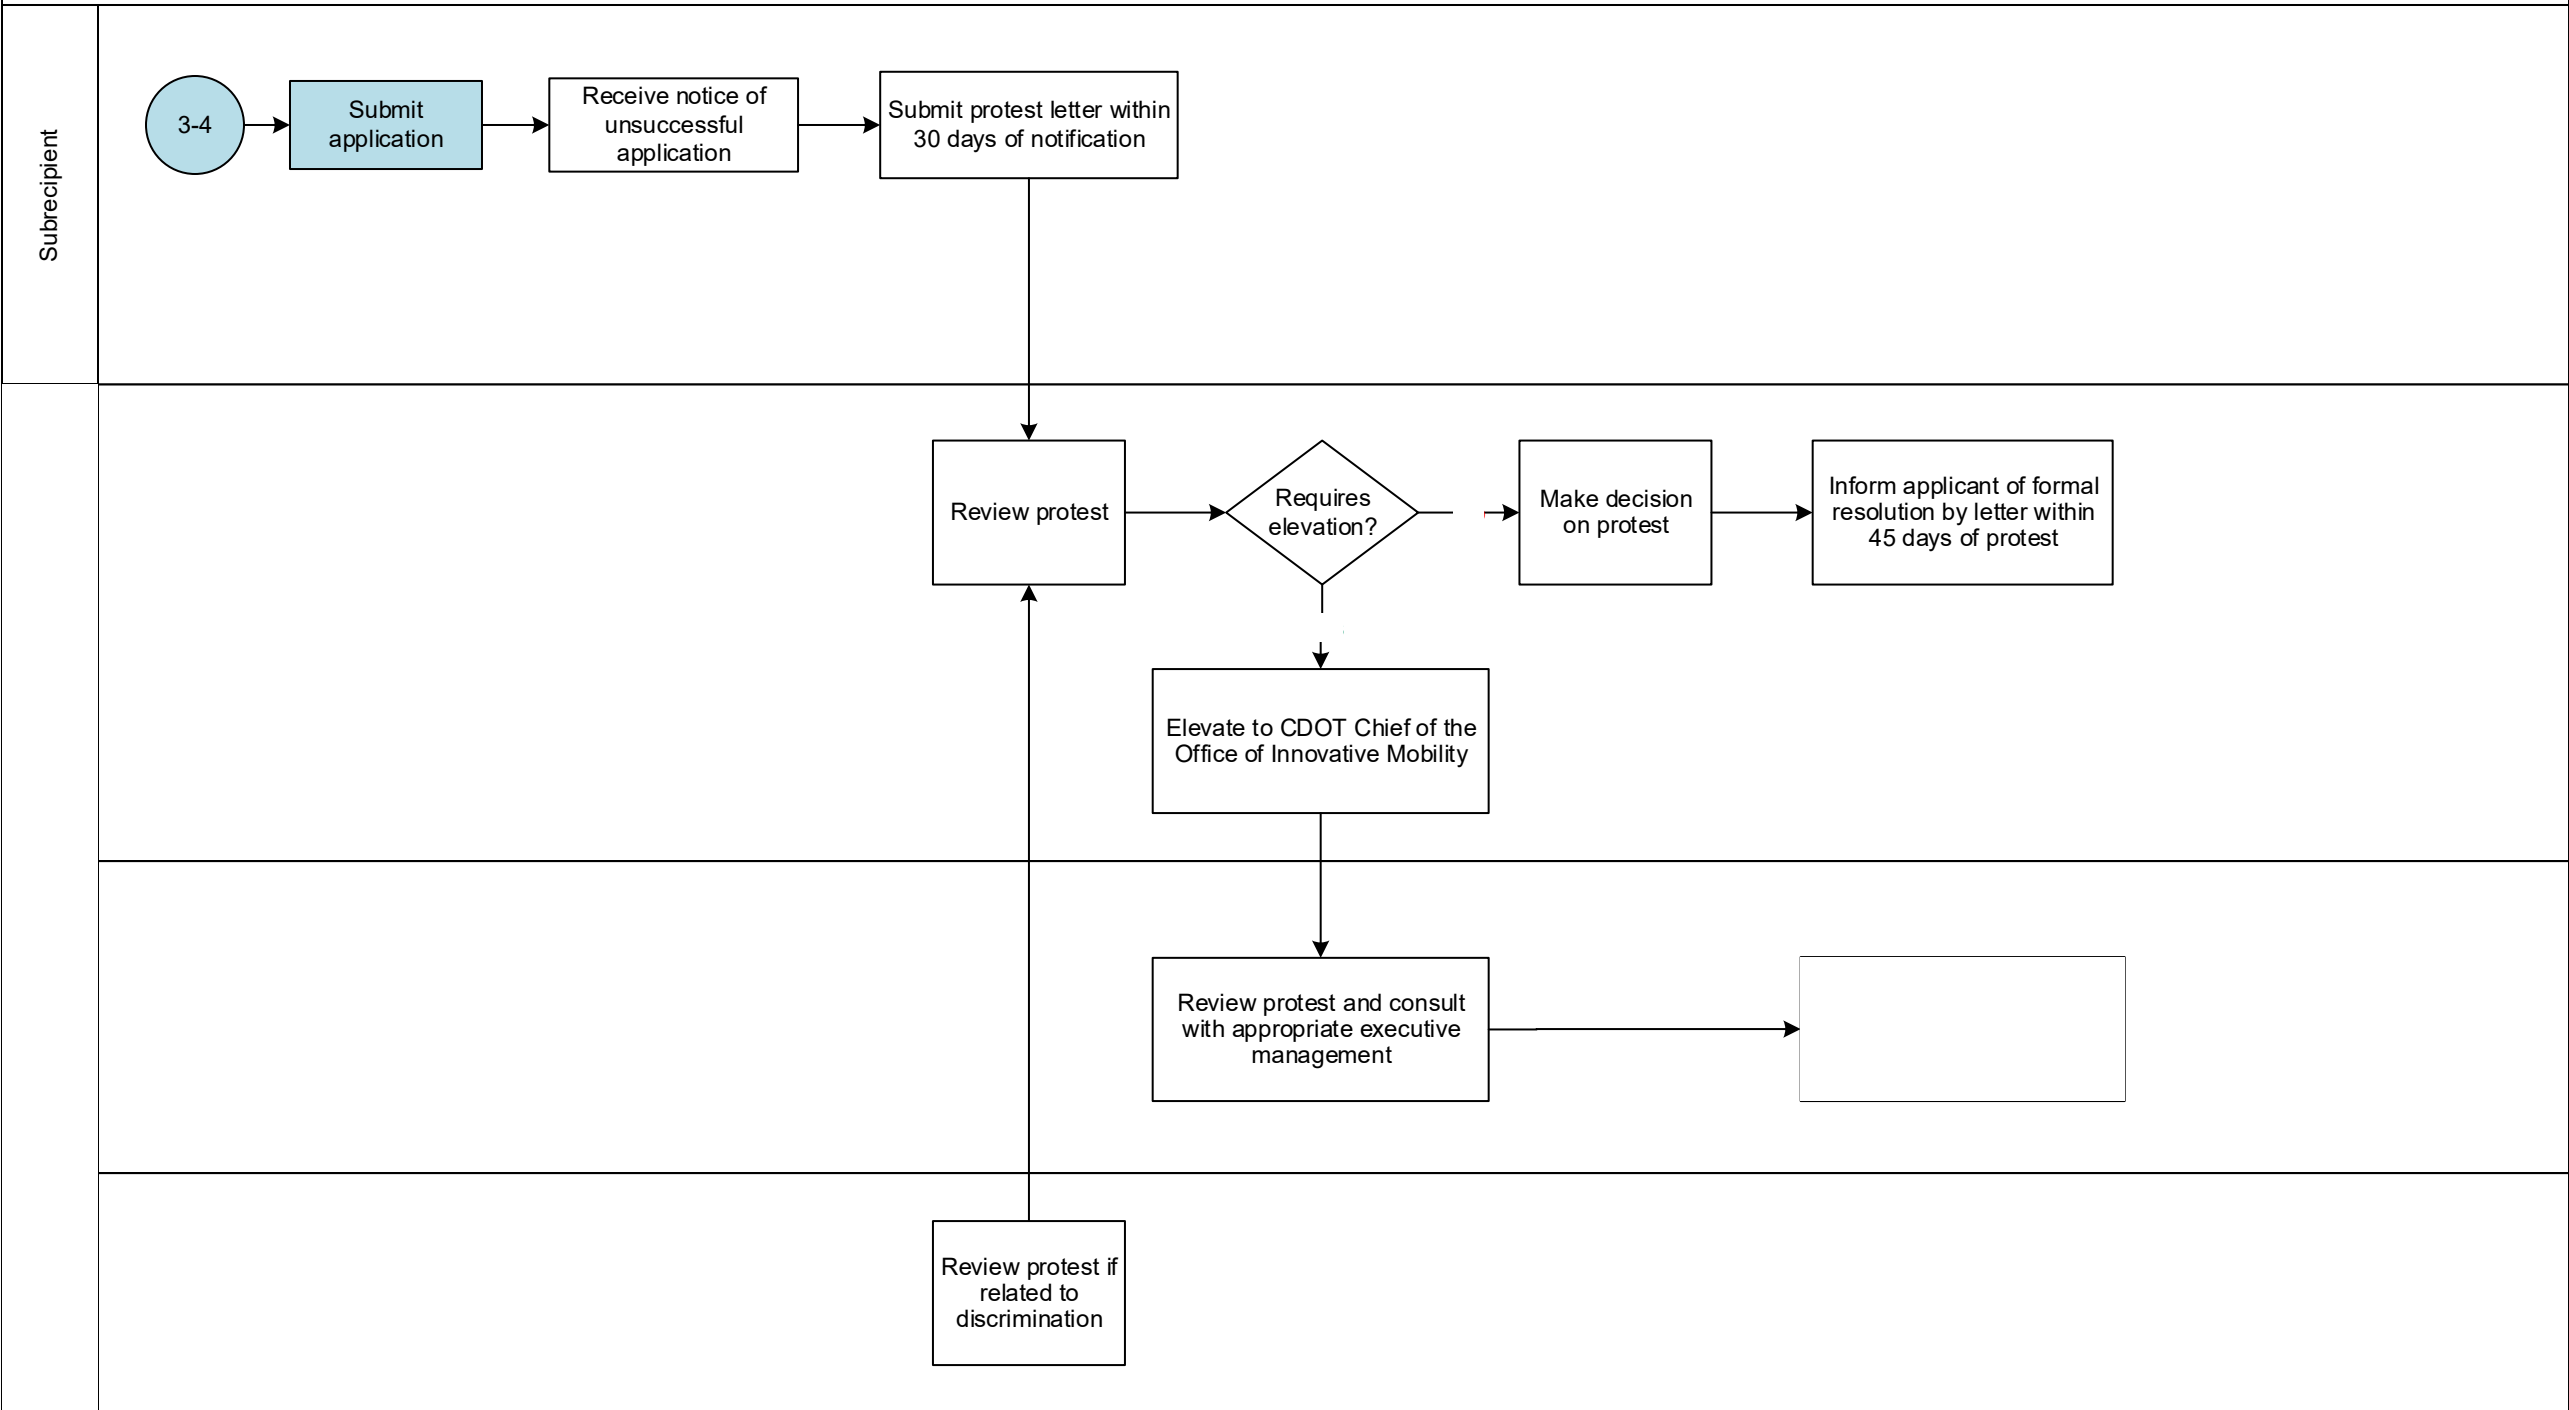 Subrecipient
3-4
Submit
application
Receive notice of
unsuccessful
application
Submit protest letter within
30 days of notification
Review protest
Requires
elevation?
Make decision
on protest
Inform applicant of formal
resolution by letter within
45 days of protest
Elevate to CDOT Chief of the
Office of Innovative Mobility
Review protest and consult
with appropriate executive
management
Review protest if
related to
discrimination